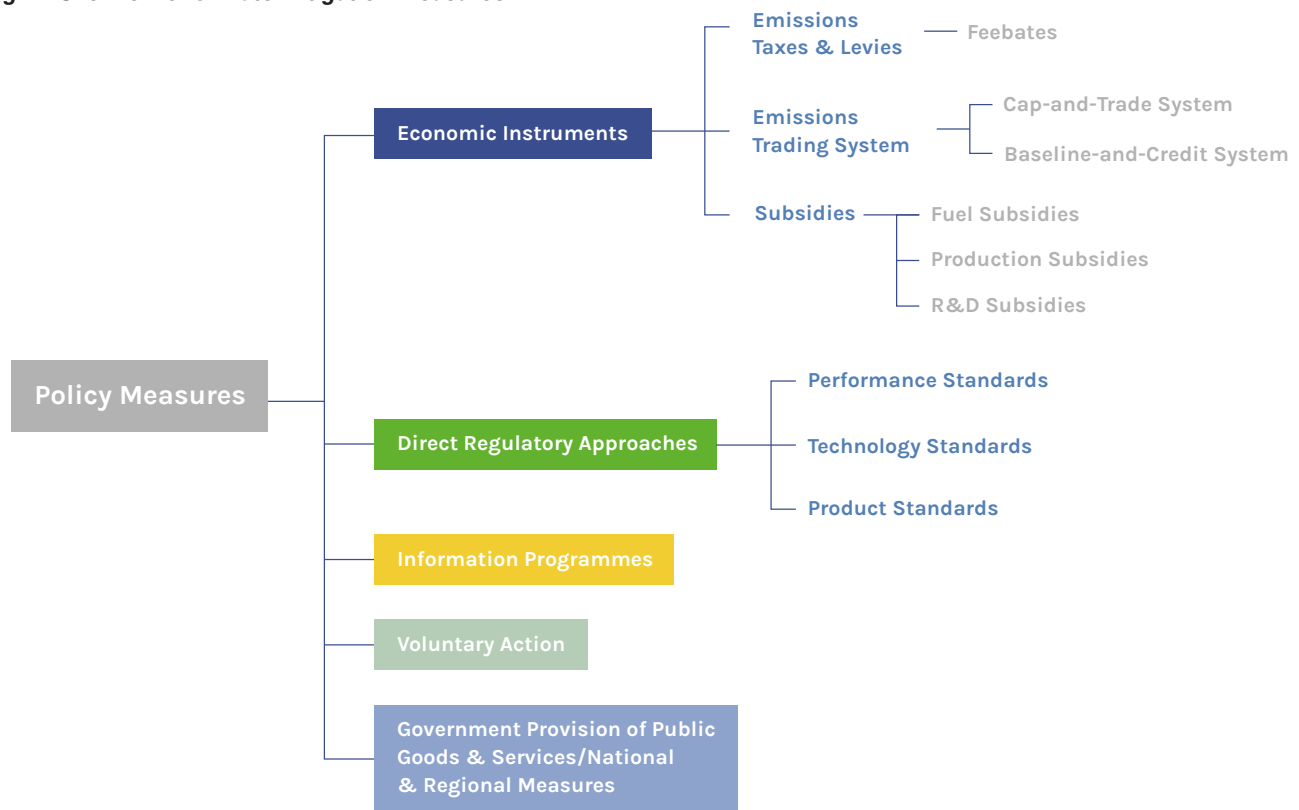 Emissions
Taxes & Levies
Feebates
Economic Instruments
Emissions
Trading System
Cap-and-Trade System
Baseline-and-Credit System
Subsidies
Fuel Subsidies
Production Subsidies
R&D Subsidies
Policy Measures
Performance Standards
Direct Regulatory Approaches
Technology Standards
Product Standards
Information Programmes
Voluntary Action
Government Provision of Public
Goods & Services/National
& Regional Measures